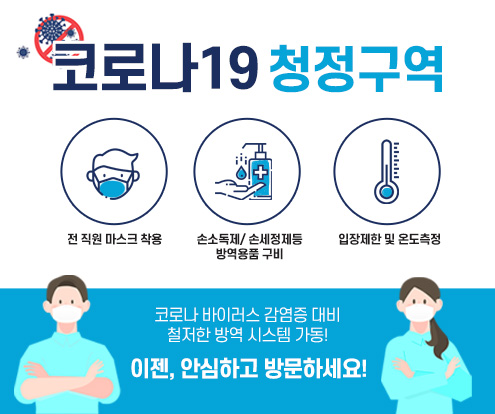 코로나19 청정구역
전 직원 마스크 착용
손소독제/ 손세정제등
방역용품 구비
입장제한 및 온도측정
코로나 바이러스 감염증 대비
철저한 방역 시스템 가동!
이젠, 안심하고 방문하세요!